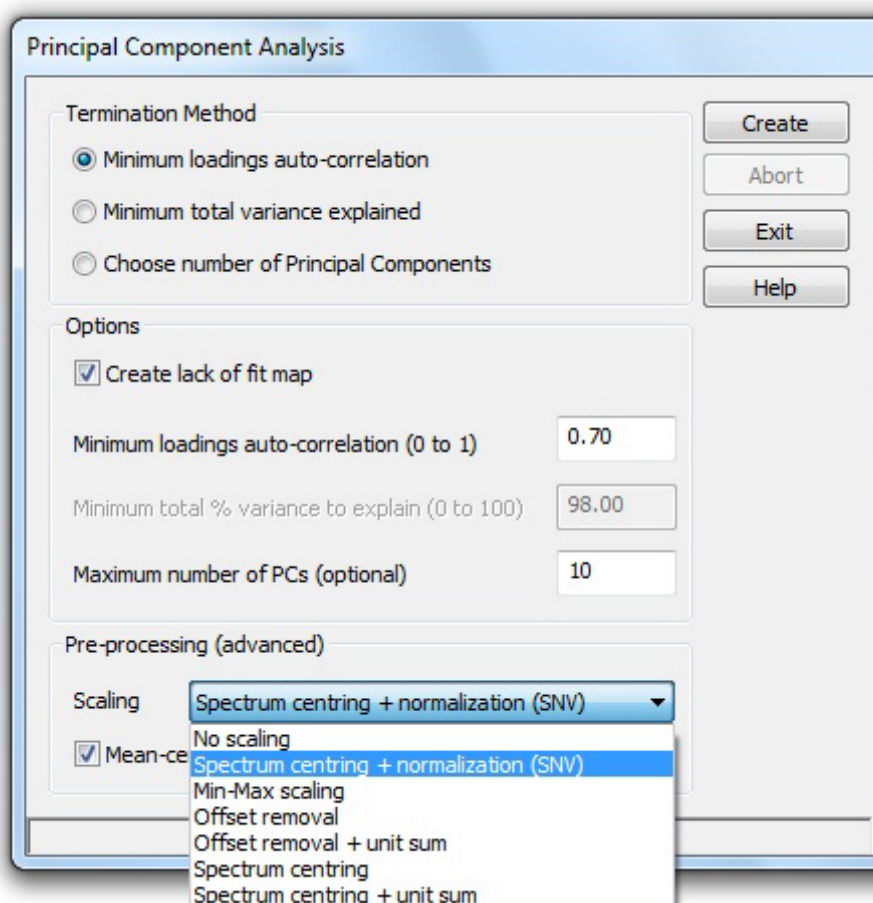 Principal Component Analysis
Termination Method
Minimum loadings auto-correlation
Minimum total variance explained
Choose number of Principal Components
Create
Abort
Exit
Help
Options
Create lack of fit map
Minimum loadings auto-correlation (0 to 1) 0.70
Minimum total % variance to explain (0 to 100) 98.00
Maximum number of PCs (optional) 10
Pre-processing (advanced)
Scaling Spectrum centring + normalization (SNV)
No scaling
Mean-ce
Spectrum centring + normalization (SNV)
Min-Max scaling
Offset removal
Offset removal + unit sum
Spectrum centring
Spectrum centring + unit sum